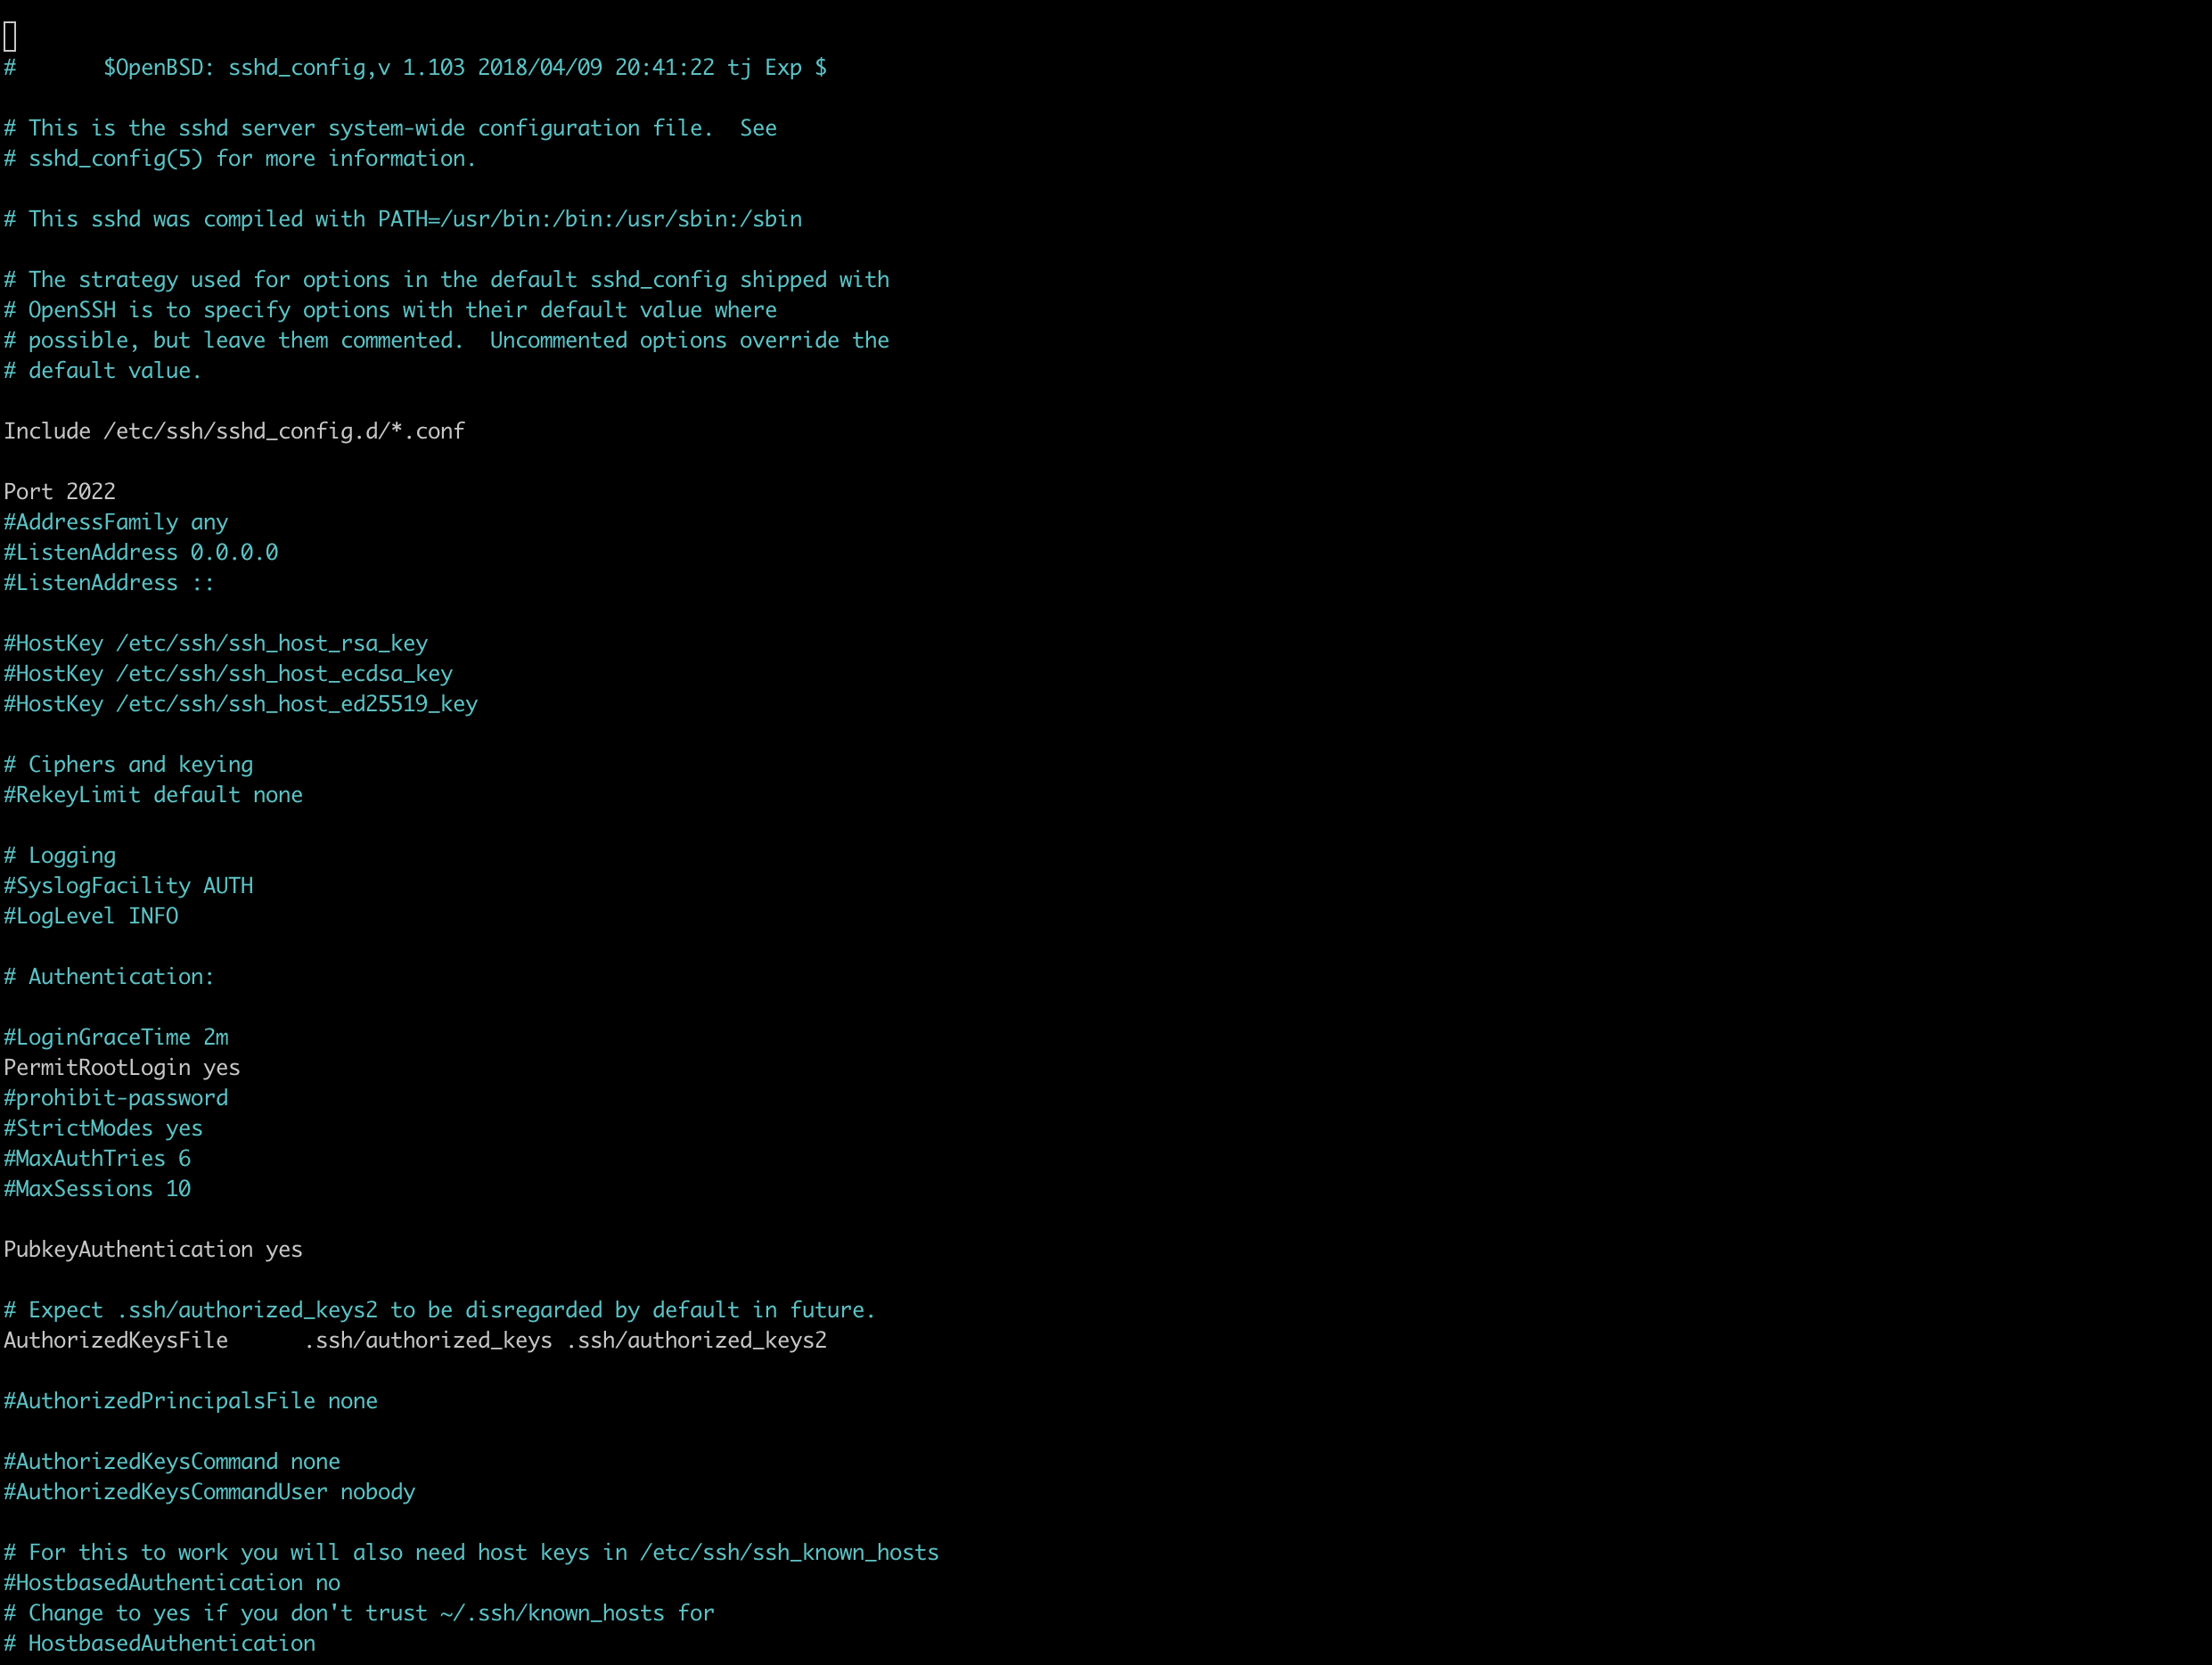 #       $OpenBSD: sshd_config,v 1.103 2018/04/09 20:41:22 tj Exp $
# This is the sshd server system-wide configuration file.  See
# sshd_config(5) for more information.
# This sshd was compiled with PATH=/usr/bin:/bin:/usr/sbin:/sbin
# The strategy used for options in the default sshd_config shipped with
# OpenSSH is to specify options with their default value where
# possible, but leave them commented.  Uncommented options override the
# default value.
Include /etc/ssh/sshd_config.d/*.conf
Port 2022
#AddressFamily any
#ListenAddress 0.0.0.0
#ListenAddress ::
#HostKey /etc/ssh/ssh_host_rsa_key
#HostKey /etc/ssh/ssh_host_ecdsa_key
#HostKey /etc/ssh/ssh_host_ed25519_key
# Ciphers and keying
#RekeyLimit default none
# Logging
#SyslogFacility AUTH
#LogLevel INFO
# Authentication:
#LoginGraceTime 2m
PermitRootLogin yes
#prohibit-password
#StrictModes yes
#MaxAuthTries 6
#MaxSessions 10
PubkeyAuthentication yes
# Expect .ssh/authorized_keys2 to be disregarded by default in future.
AuthorizedKeysFile      .ssh/authorized_keys .ssh/authorized_keys2
#AuthorizedPrincipalsFile none
#AuthorizedKeysCommand none
#AuthorizedKeysCommandUser nobody
# For this to work you will also need host keys in /etc/ssh/ssh_known_hosts
#HostbasedAuthentication no
# Change to yes if you don't trust ~/.ssh/known_hosts for
# HostbasedAuthentication